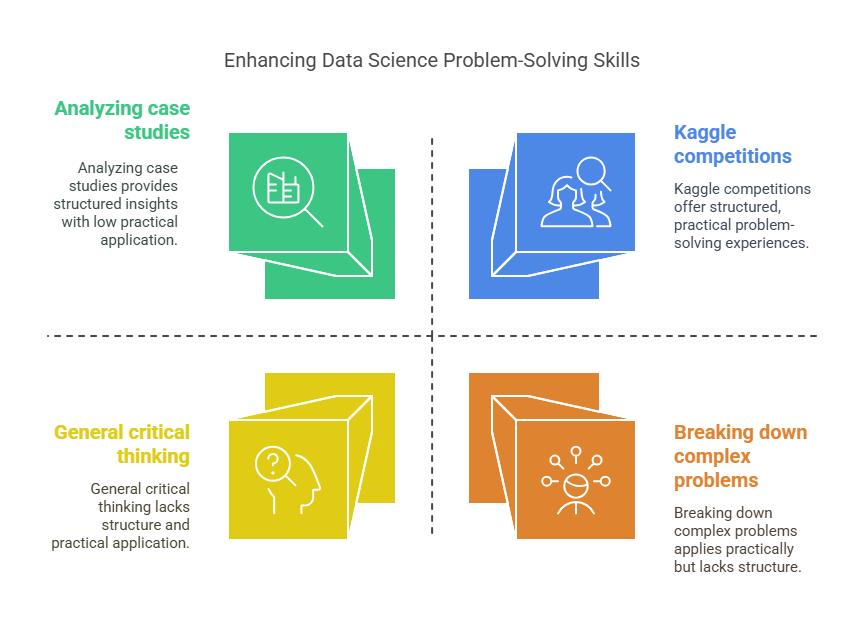 Enhancing Data Science Problem-Solving Skills
Analyzing case
studies
Analyzing case
studies provides
structured insights
with low practical
application.
Kaggle
competitions
Kaggle competitions
offer structured,
practical problem-
solving experiences.
General critical
thinking
General critical
thinking lacks
structure and
practical application.
Breaking down
complex
problems
Breaking down
complex problems
applies practically
but lacks structure.